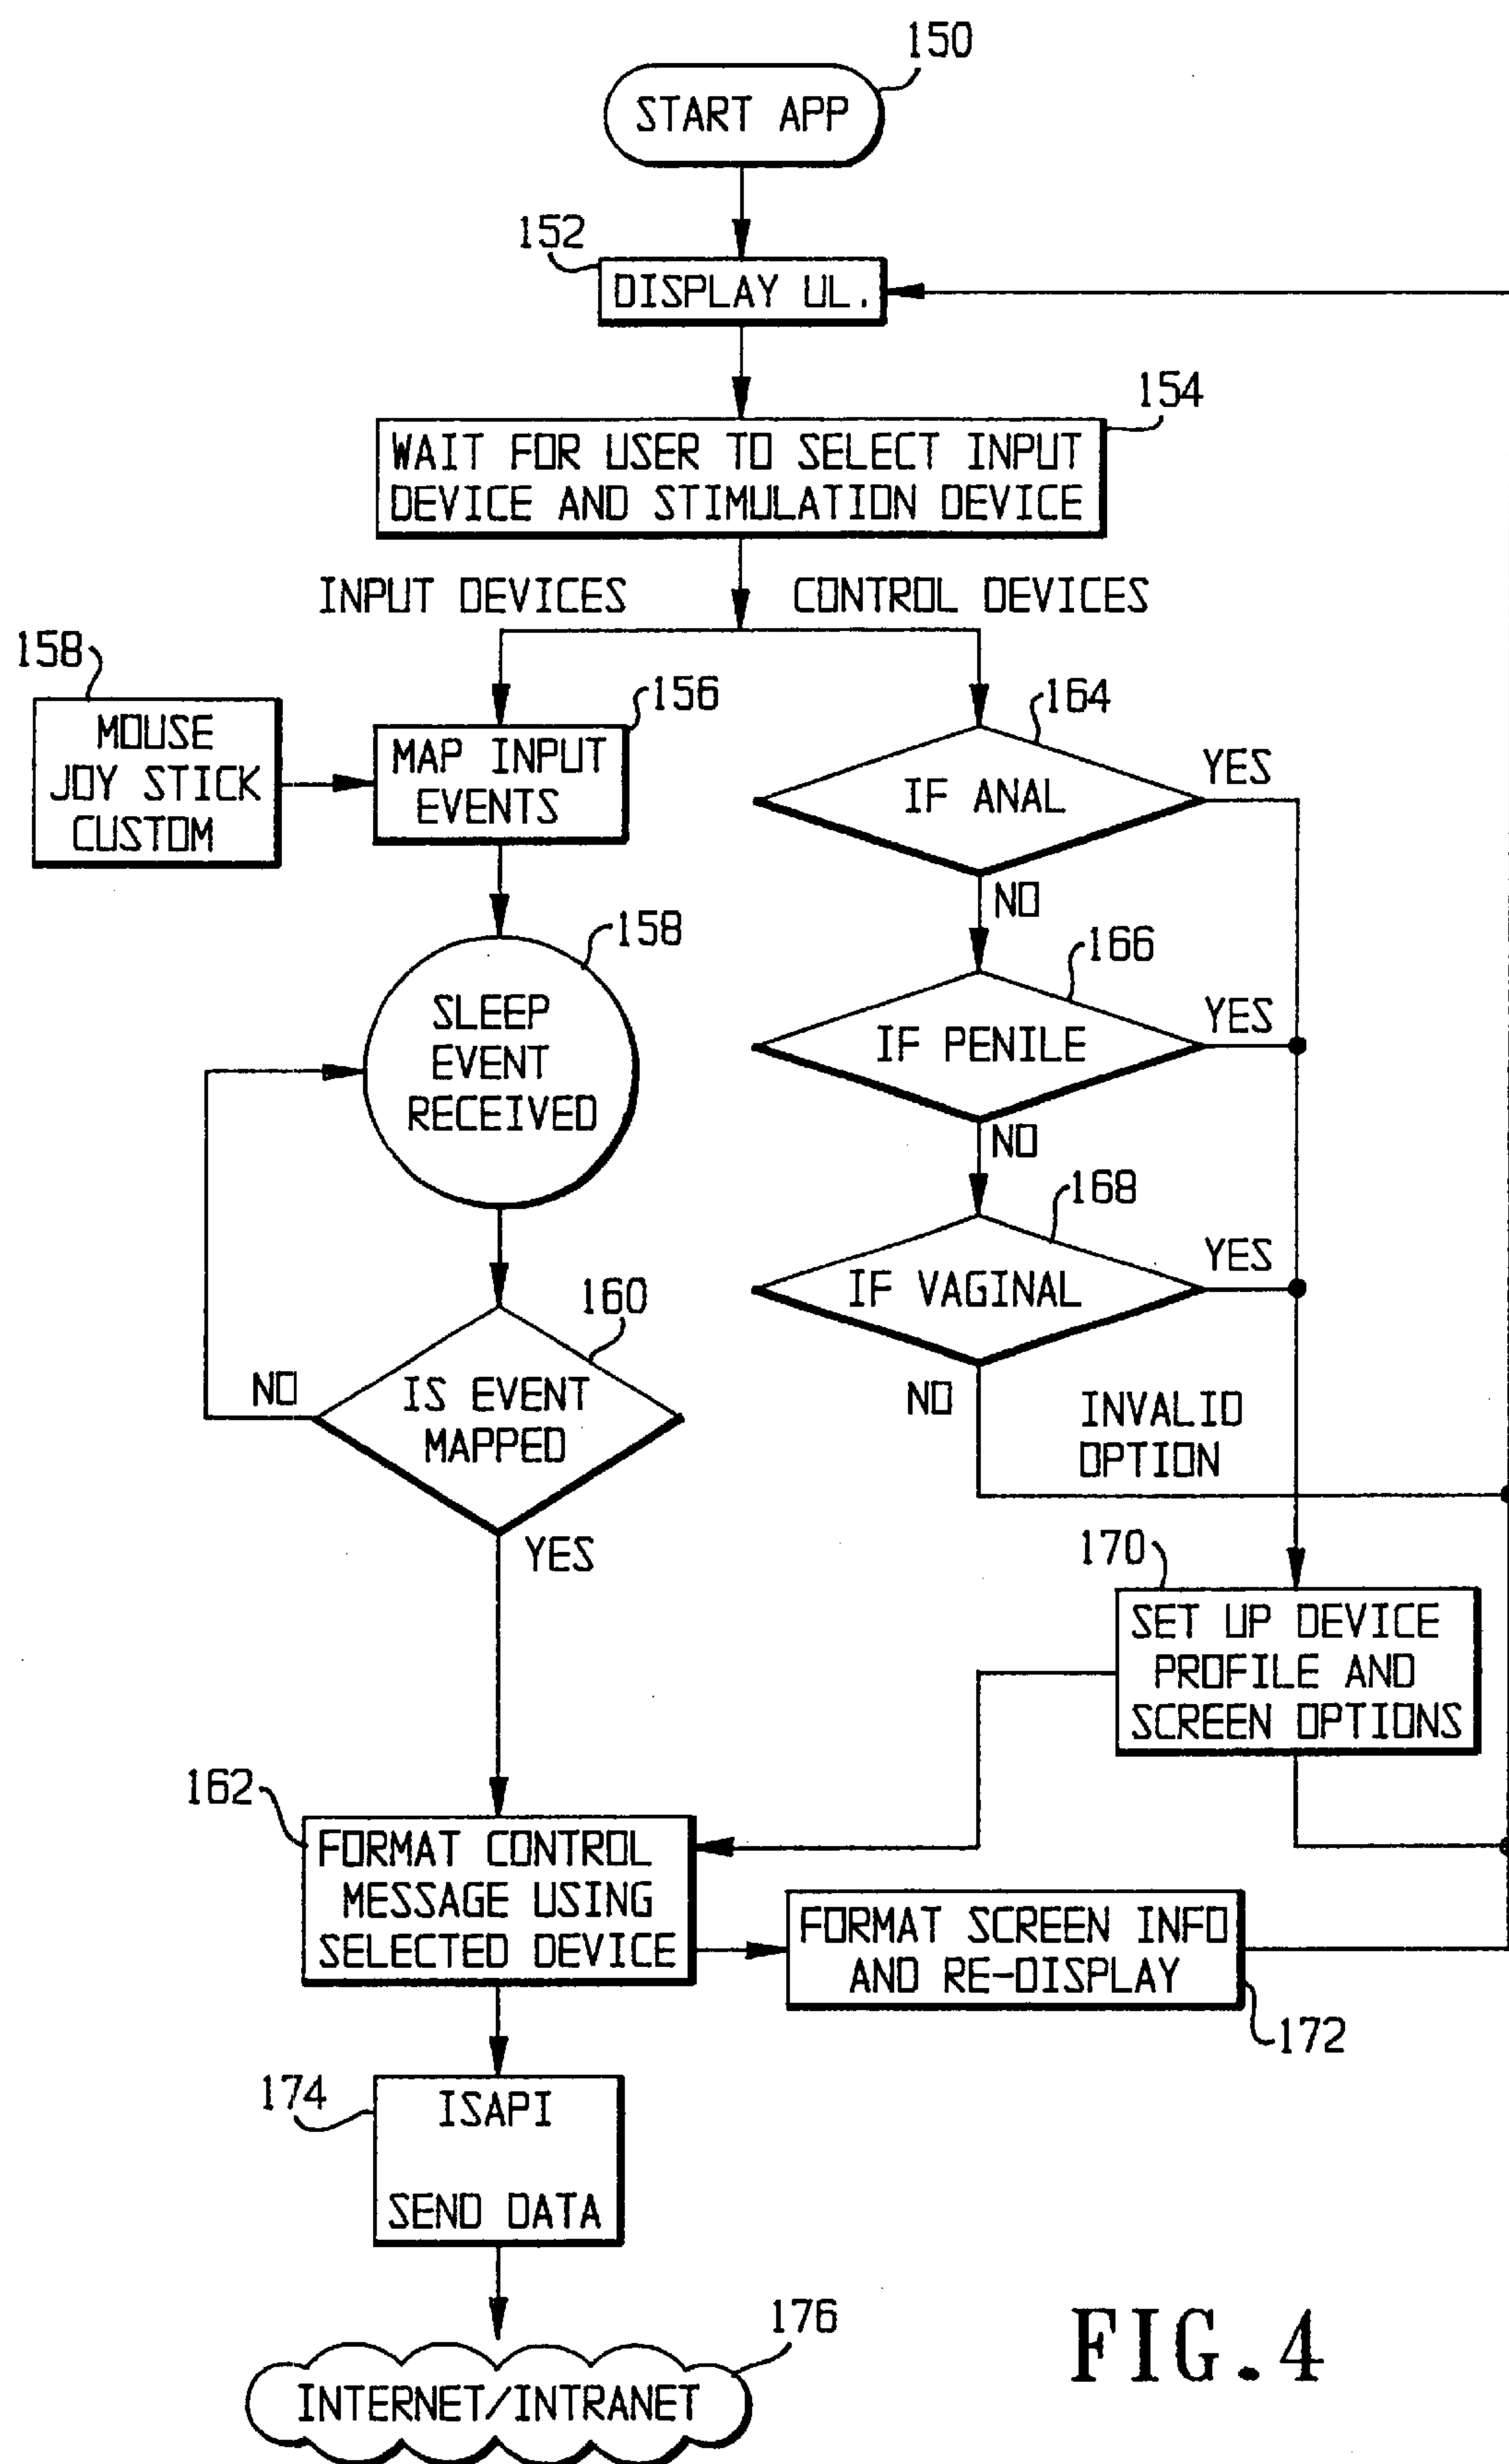 150
START APP
152
DISPLAY UL.
154
WAIT FOR USER TO SELECT INPUT
DEVICE AND STIMULATION DEVICE
INPUT DEVICES
CONTROL DEVICES
158
MOUSE
JOY STICK
CUSTOM
156
MAP INPUT
EVENTS
164
IF ANAL
YES
NO
158
SLEEP
EVENT
RECEIVED
166
IF PENILE
YES
NO
168
IF VAGINAL
YES
NO
INVALID
OPTION
160
IS EVENT
MAPPED
NO
YES
170
SET UP DEVICE
PROFILE AND
SCREEN OPTIONS
162
FORMAT CONTROL
MESSAGE USING
SELECTED DEVICE
FORMAT SCREEN INFO
AND RE-DISPLAY
172
174
ISAPI
SEND DATA
176
INTERNET/INTRANET
FIG.4